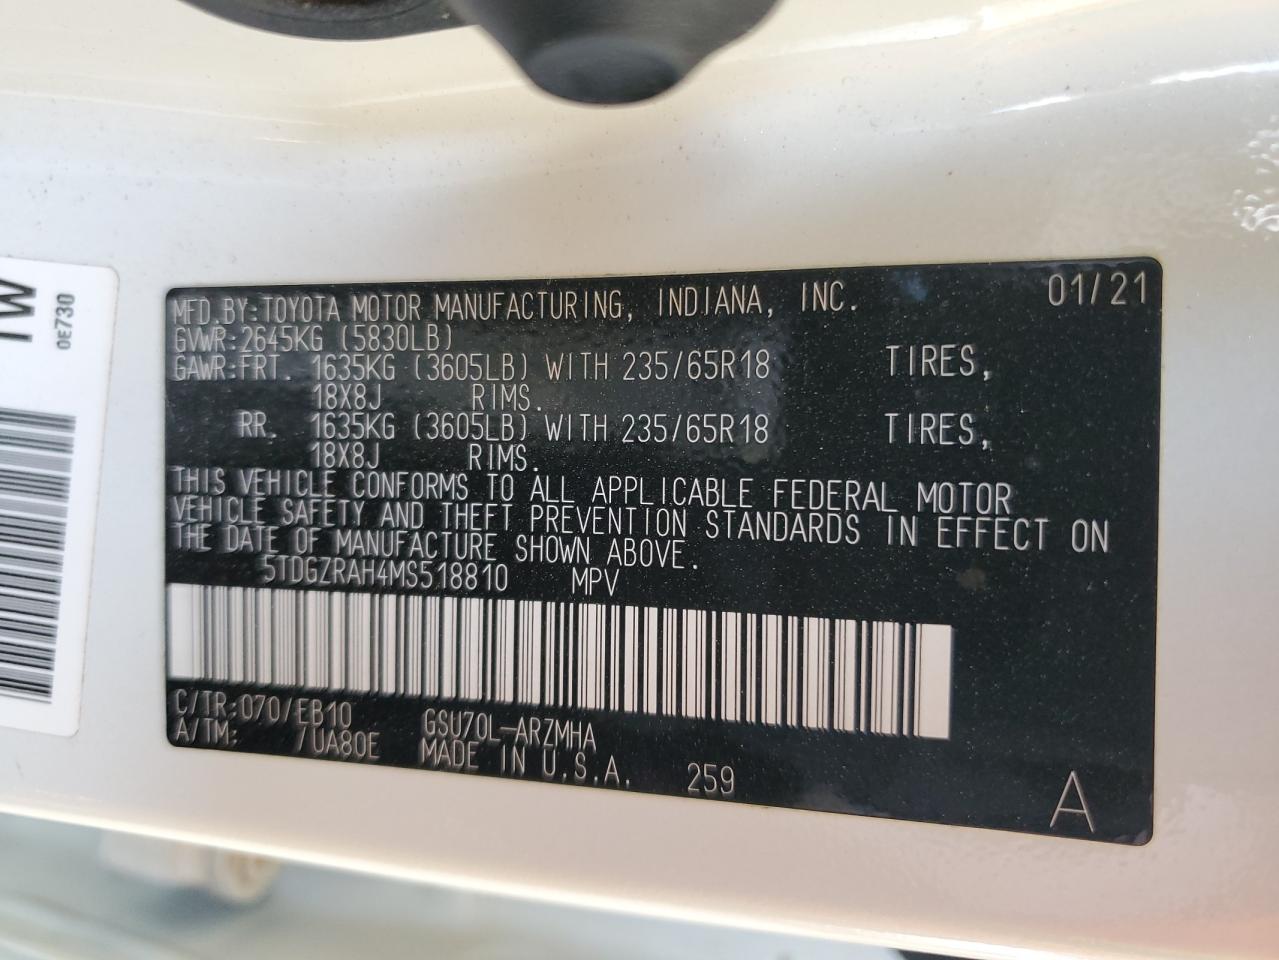 MFD.BY:TOYOTA MOTOR MANUFACTURING, INDIANA, INC. 01/21
GVWR:2645KG (5830LB)
GAWR:FRT. 1635KG (3605LB) WITH 235/65R18 TIRES,
18X8J RIMS.
RR. 1635KG (3605LB) WITH 235/65R18 TIRES,
18X8J RIMS.
THIS VEHICLE CONFORMS TO ALL APPLICABLE FEDERAL MOTOR
VEHICLE SAFETY AND THEFT PREVENTION STANDARDS IN EFFECT ON
THE DATE OF MANUFACTURE SHOWN ABOVE.
5TDGZRAH4MS518810 MPV
C/TR:070/EB10 GSU70L-ARZMHA
A/TM: /UA80E MADE IN U.S.A. 259
A
0E730